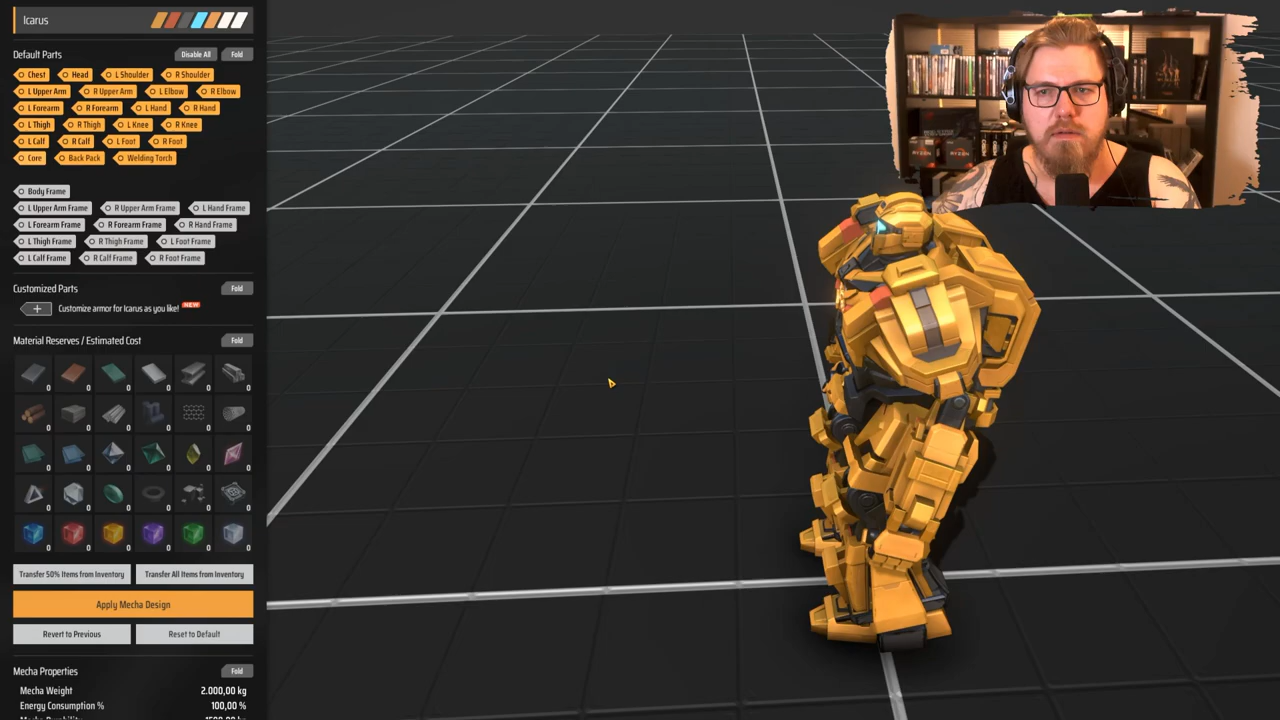 Icarus
Default Parts Disable All Fold
Chest Head L Shoulder R Shoulder
L Upper Arm R Upper Arm L Elbow R Elbow
L Forearm R Forearm L Hand R Hand
L Thigh R Thigh L Knee R Knee
L Calf R Calf L Foot R Foot
Core Back Pack Welding Torch
Body Frame
L Upper Arm Frame R Upper Arm Frame L Hand Frame
L Forearm Frame R Forearm Frame R Hand Frame
L Thigh Frame R Thigh Frame L Foot Frame
L Calf Frame R Calf Frame R Foot Frame
Customized Parts Fold
+ Customize armor for Icarus as you like! NEW
Material Reserves / Estimated Cost Fold
0 0 0 0 0 0
0 0 0 0 0 0
0 0 0 0 0 0
0 0 0 0 0 0
0 0 0 0 0 0
Transfer 50% Items from Inventory Transfer All Items from Inventory
Apply Mecha Design
Revert to Previous Reset to Default
Mecha Properties Fold
Mecha Weight 2.000,00 kg
Energy Consumption % 100,00 %
RYZEN RYZEN